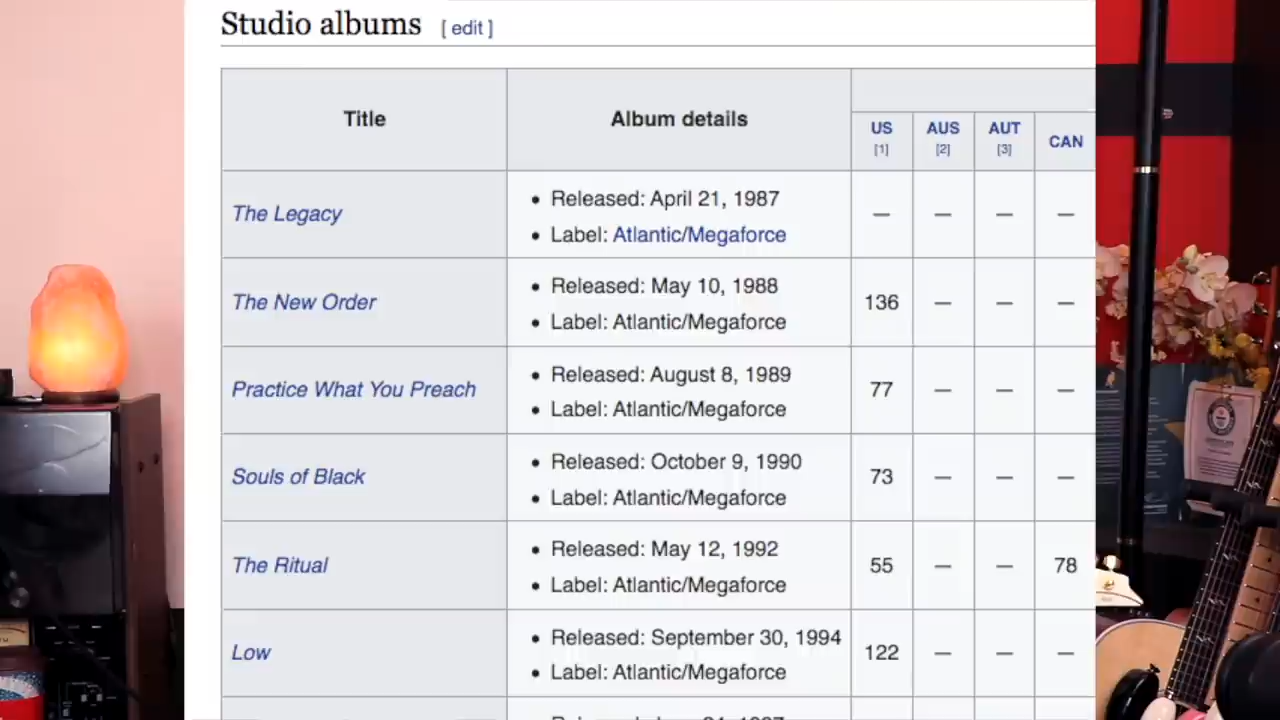 Studio albums [ edit ]
Title Album details US [1] AUS [2] AUT [3] CAN
The Legacy
• Released: April 21, 1987
• Label: Atlantic/Megaforce
— — — —
The New Order
• Released: May 10, 1988
• Label: Atlantic/Megaforce
136 — — —
Practice What You Preach
• Released: August 8, 1989
• Label: Atlantic/Megaforce
77 — — —
Souls of Black
• Released: October 9, 1990
• Label: Atlantic/Megaforce
73 — — —
The Ritual
• Released: May 12, 1992
• Label: Atlantic/Megaforce
55 — — 78
Low
• Released: September 30, 1994
• Label: Atlantic/Megaforce
122 — — —